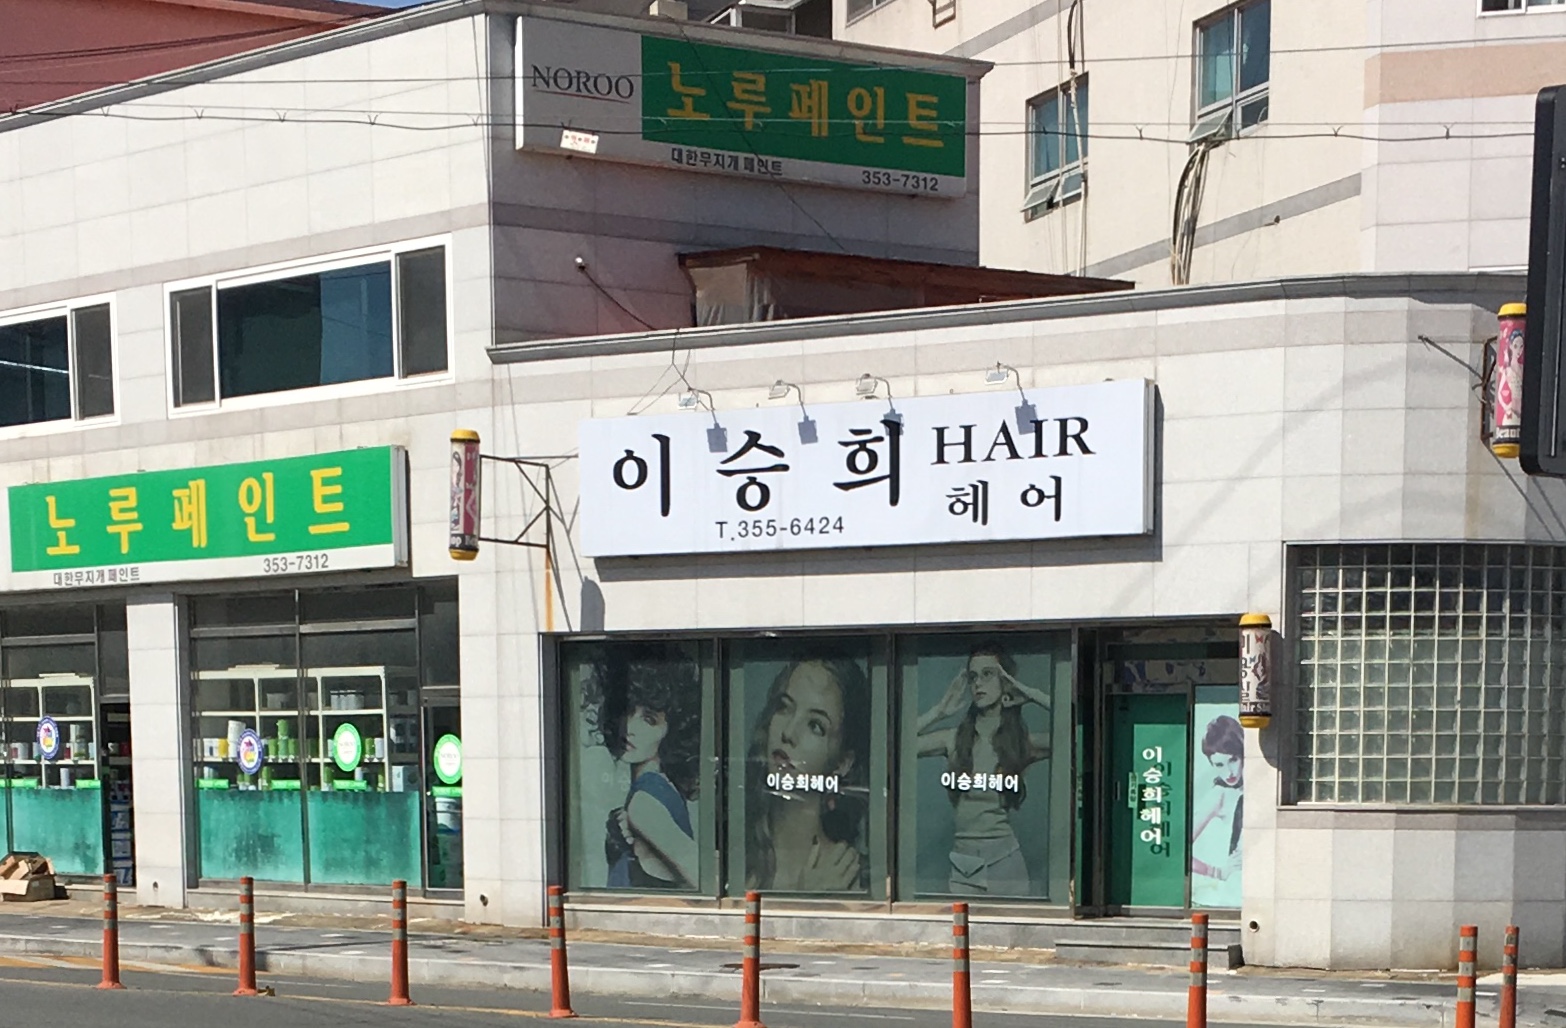 NOROO
노루페인트
대한무지개페인트
353-7312
노루페인트
대한무지개페인트
353-7312
이승희 HAIR
헤어
T.355-6424
이승희헤어
이승희헤어
이승희헤어